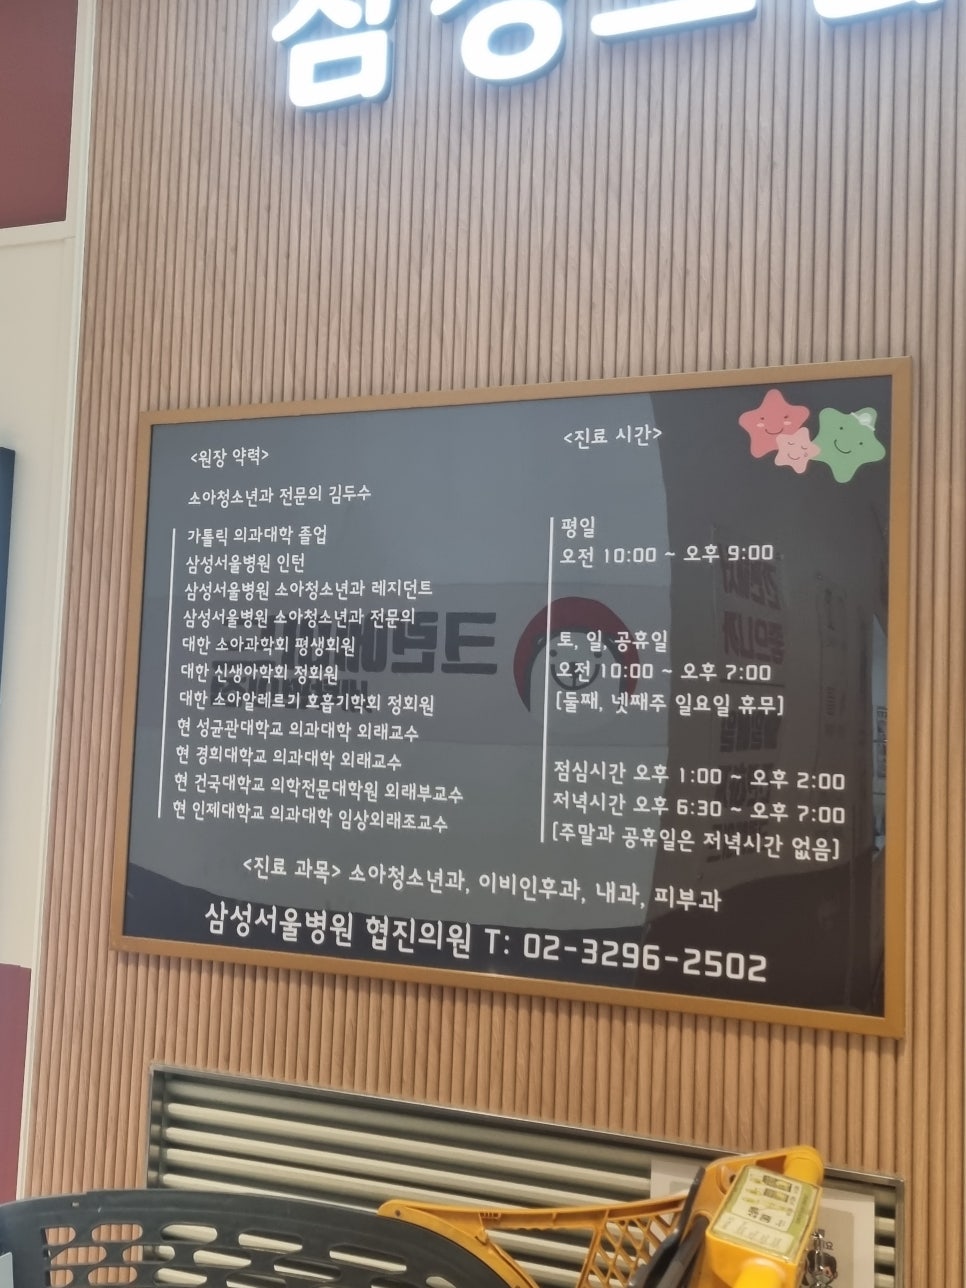 삼성
<원장 약력>
소아청소년과 전문의 김두수
가톨릭 의과대학 졸업
삼성서울병원 인턴
삼성서울병원 소아청소년과 레지던트
삼성서울병원 소아청소년과 전문의
대한 소아과학회 평생회원
대한 신생아학회 정회원
대한 소아알레르기 호흡기학회 정회원
현 성균관대학교 의과대학 외래교수
현 경희대학교 의과대학 외래교수
현 건국대학교 의학전문대학원 외래부교수
현 인제대학교 의과대학 임상외래조교수
<진료 시간>
평일
오전 10:00 ~ 오후 9:00
토, 일, 공휴일
오전 10:00 ~ 오후 7:00
[둘째, 넷째주 일요일 휴무]
점심시간 오후 1:00 ~ 오후 2:00
저녁시간 오후 6:30 ~ 오후 7:00
[주말과 공휴일은 저녁시간 없음]
<진료 과목> 소아청소년과, 이비인후과, 내과, 피부과
삼성서울병원 협진의원 T: 02-3296-2502